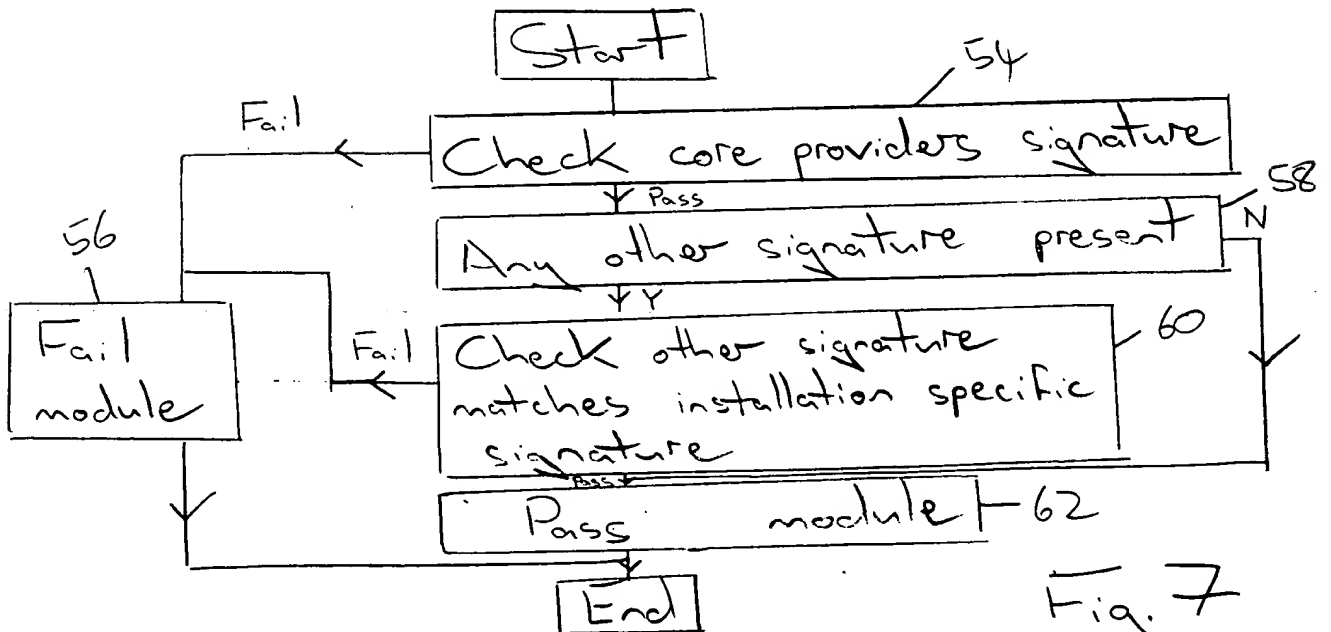 Start
54
Fail
Check core providers signature
Pass
58
N
56
Any other signature present
Y
60
Fail
module
Fail
Check other signature
matches installation specific
signature
Pass
Pass module
62
End
Fig. 7